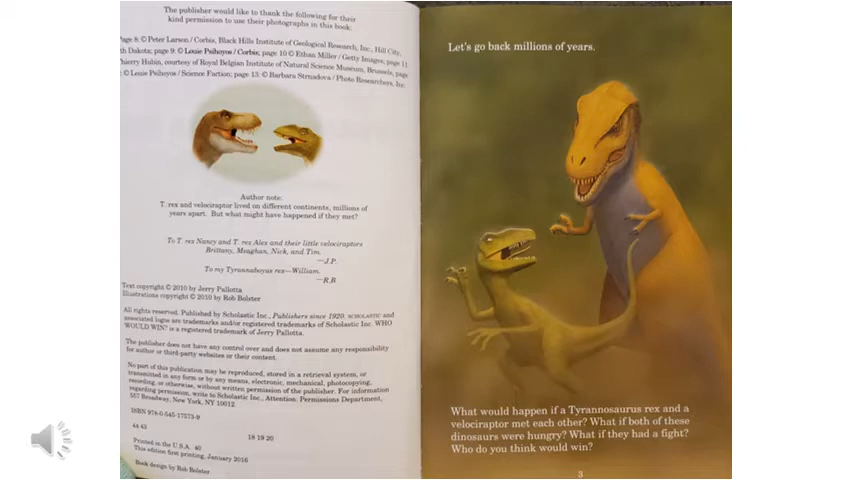 The publisher would like to thank the following for their
kind permission to use their photographs in this book:
Page 8: © Peter Larson / Corbis, Black Hills Institute of Geological Research, Inc., Hill City,
Dakota; page 9: © Louie Psihoyos / Corbis; page 10 © Ethan Miller / Getty Images; page 11
Thierry Hubin, courtesy of Royal Belgian Institute of Natural Science Museum, Brussels, page
: © Louie Psihoyos / Science Faction; page 13: © Barbara Strnadova / Photo Researchers, Inc.
Author note:
T. rex and velociraptor lived on different continents, millions of
years apart. But what might have happened if they met?
To T. rex Nancy and T. rex Alex and their little velociraptors
Brittany, Meaghan, Nick, and Tim.
—J.P.
To my Tyrannaboyus rex—William.
—R.B
Text copyright © 2010 by Jerry Pallotta
Illustrations copyright © 2010 by Rob Bolster
All rights reserved. Published by Scholastic Inc., Publishers since 1920. SCHOLASTIC and
associated logos are trademarks and/or registered trademarks of Scholastic Inc. WHO
WOULD WIN? is a registered trademark of Jerry Pallotta.
The publisher does not have any control over and does not assume any responsibility
for author or third-party websites or their content.
No part of this publication may be reproduced, stored in a retrieval system, or
transmitted in any form or by any means, electronic, mechanical, photocopying,
recording, or otherwise, without written permission of the publisher. For information
regarding permission, write to Scholastic Inc., Attention: Permissions Department,
557 Broadway, New York, NY 10012.
ISBN 978-0-545-17573-9
44 43
18 19 20
Printed in the U.S.A. 40
This edition first printing, January 2016
Book design by Rob Bolster
Let's go back millions of years.
What would happen if a Tyrannosaurus rex and a
velociraptor met each other? What if both of these
dinosaurs were hungry? What if they had a fight?
Who do you think would win?
3